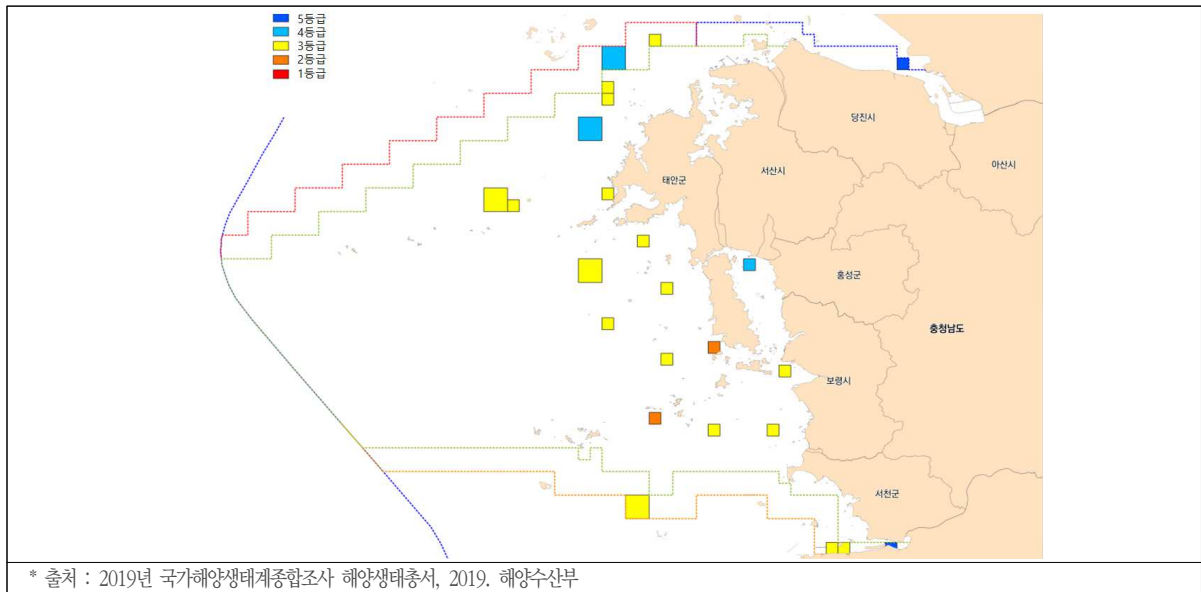 5등급
4등급
3등급
2등급
1등급
당진시
아산시
서산시
태안군
홍성군
충청남도
보령시
서천군
* 출처 : 2019년 국가해양생태계종합조사 해양생태총서, 2019. 해양수산부